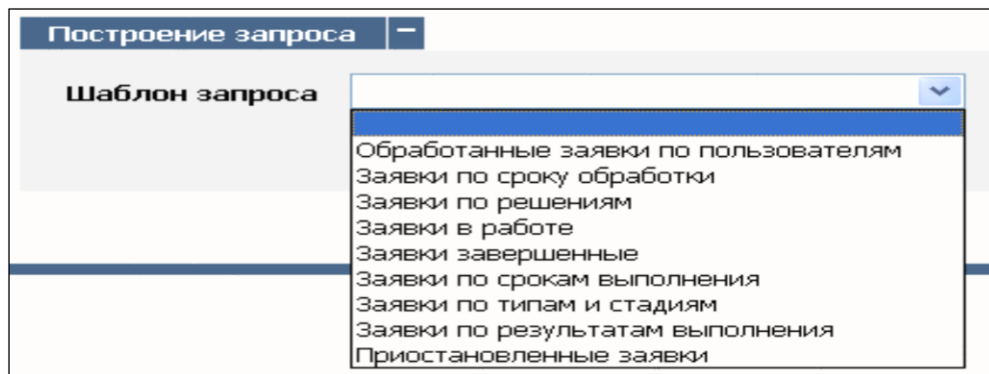 Построение запроса –
Шаблон запроса
Обработанные заявки по пользователям
Заявки по сроку обработки
Заявки по решениям
Заявки в работе
Заявки завершенные
Заявки по срокам выполнения
Заявки по типам и стадиям
Заявки по результатам выполнения
Приостановленные заявки